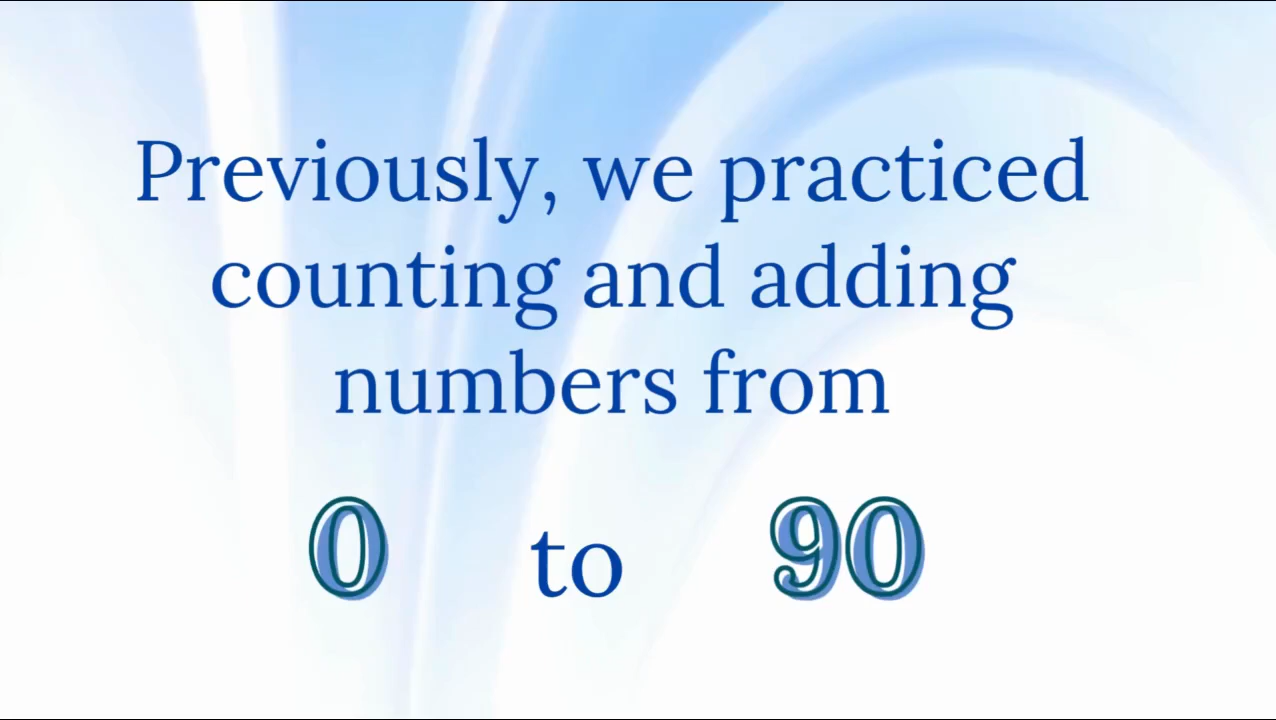 Previously, we practiced
counting and adding
numbers from
0 to 90